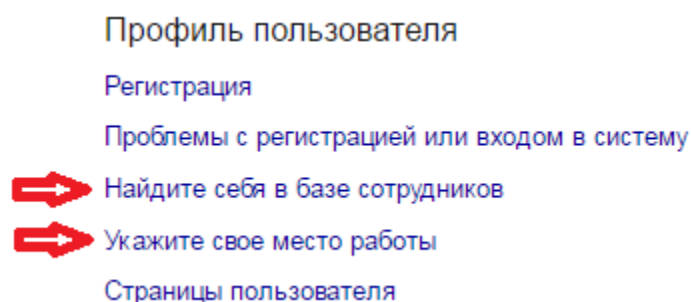 Профиль пользователя
Регистрация
Проблемы с регистрацией или входом в систему
Найдите себя в базе сотрудников
Укажите свое место работы
Страницы пользователя